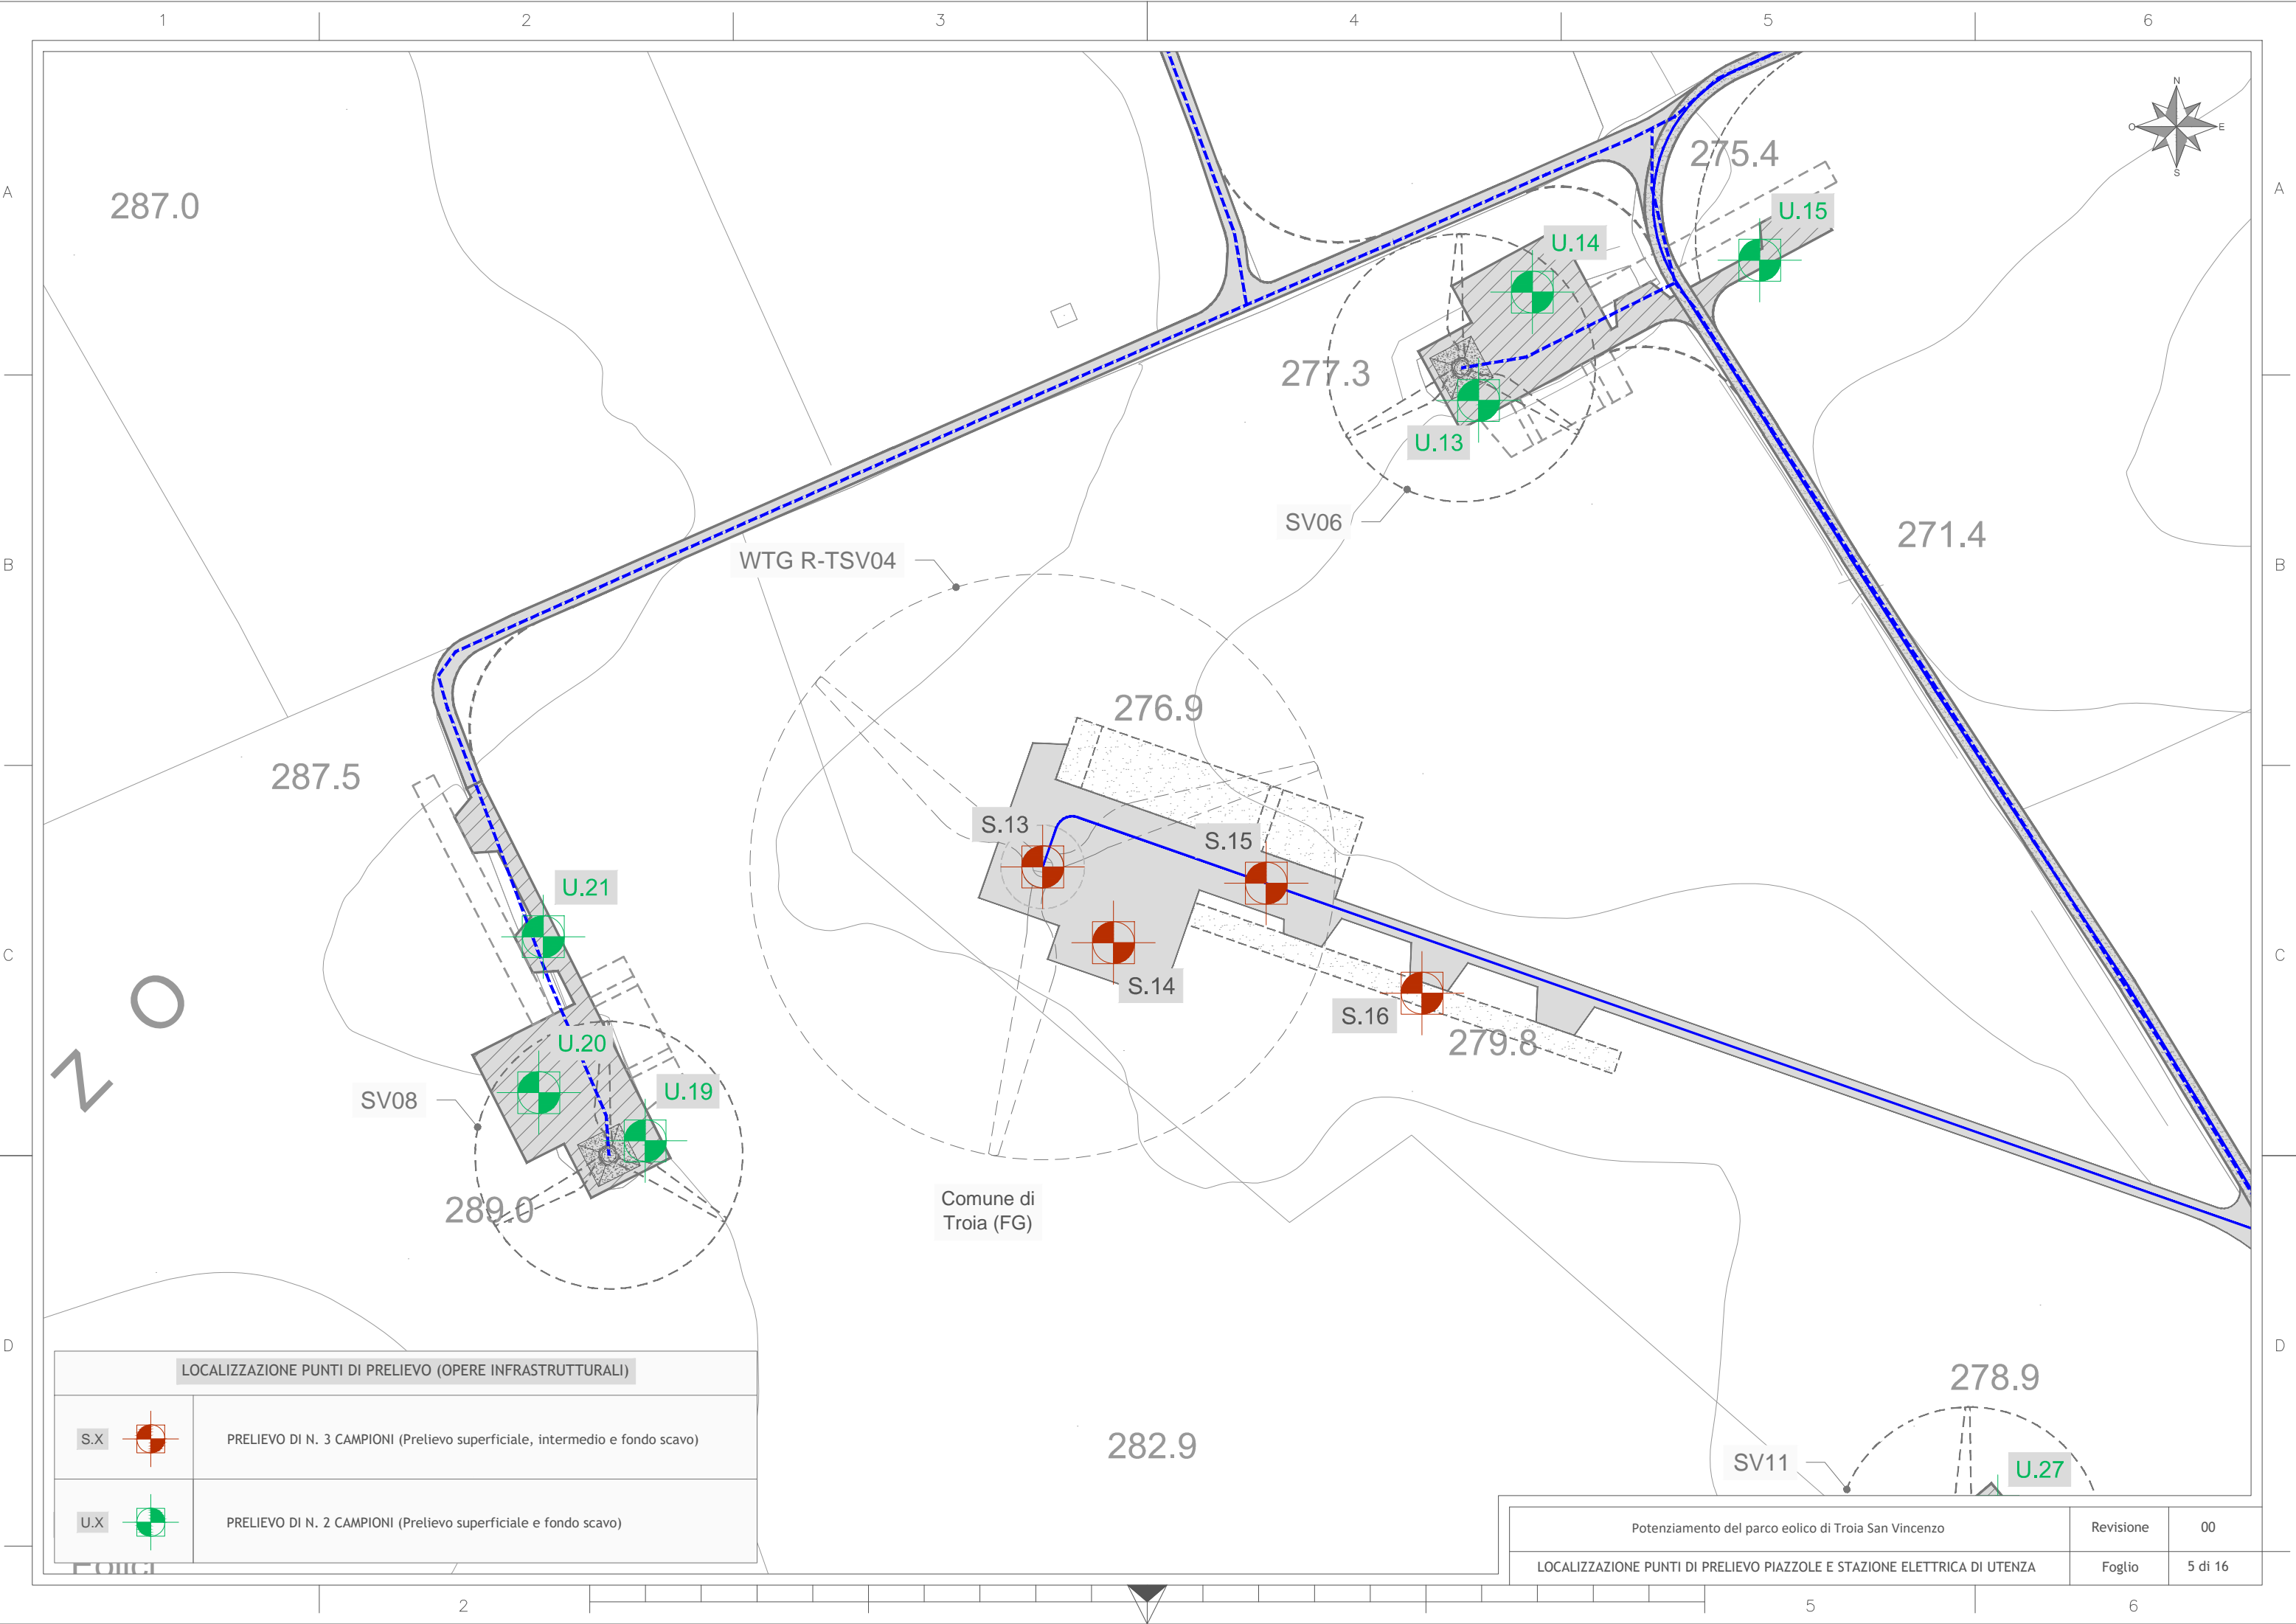 1 2 3 4 5 6
A
287.0
275.4
N
O E
S
A
U.15
U.14
277.3
U.13
SV06
271.4
B
WTG R-TSV04
B
276.9
287.5
S.13
S.15
U.21
C
S.14
S.16
279.8
C
Z O
U.20
U.19
SV08
289.0
Comune di
Troia (FG)
D
D
LOCALIZZAZIONE PUNTI DI PRELIEVO (OPERE INFRASTRUTTURALI)
S.X PRELIEVO DI N. 3 CAMPIONI (Prelievo superficiale, intermedio e fondo scavo)
U.X PRELIEVO DI N. 2 CAMPIONI (Prelievo superficiale e fondo scavo)
278.9
282.9
SV11
U.27
Potenziamento del parco eolico di Troia San Vincenzo Revisione 00
LOCALIZZAZIONE PUNTI DI PRELIEVO PIAZZOLE E STAZIONE ELETTRICA DI UTENZA Foglio 5 di 16
2 5 6